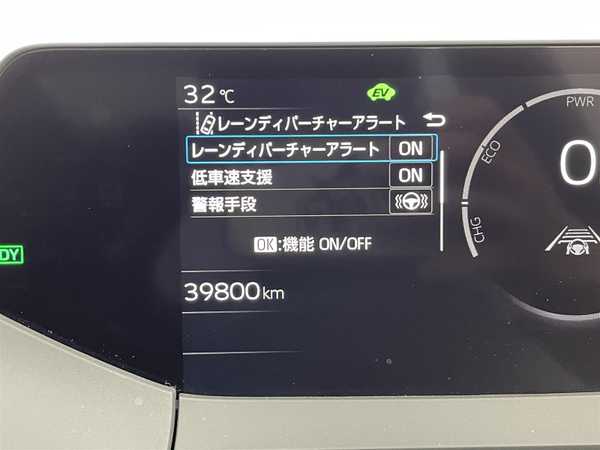 32℃
EV
レーンディパーチャーアラート
レーンディパーチャーアラート ON
低車速支援 ON
警報手段
OK:機能 ON/OFF
39800 km
PWR
ECO
CHG
DY